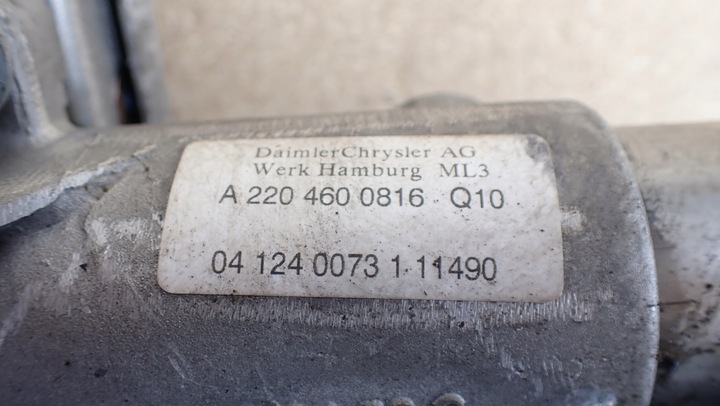 DaimlerChrysler AG
Werk Hamburg ML3
A 220 460 0816 Q10
04 124 0073 1 11490